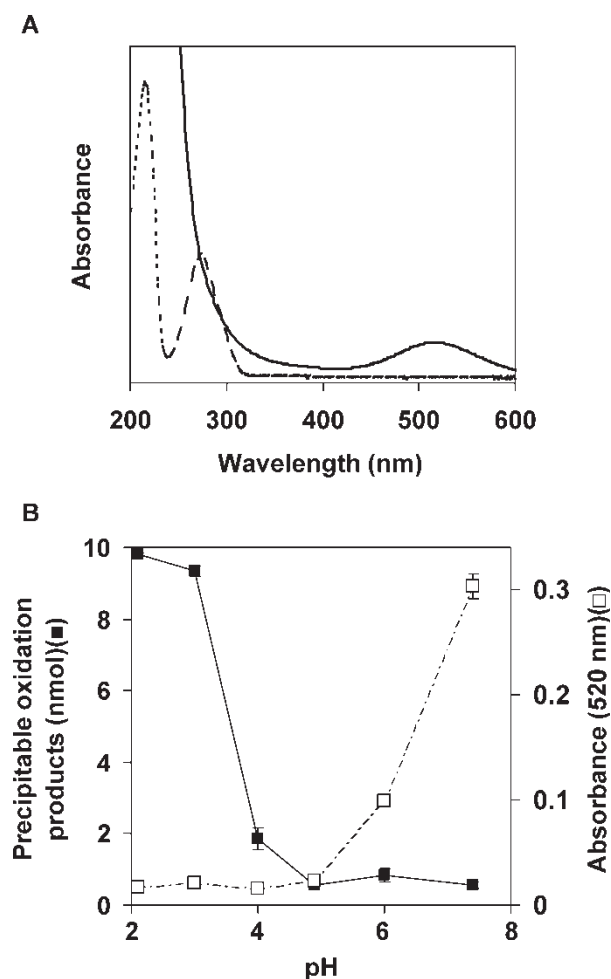 A
Absorbance
200 300 400 500 600
Wavelength (nm)
B
Precipitable oxidation
products (nmol)(■)
10
8
6
4
2
0
0.3
0.2
0.1
0
Absorbance (520 nm)(□)
2 4 6 8
pH